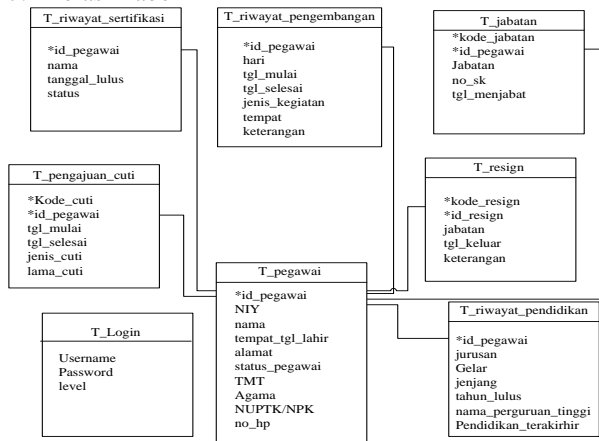 T_riwayat_sertifikasi
*id_pegawai
nama
tanggal_lulus
status
T_riwayat_pengembangan
*id_pegawai
hari
tgl_mulai
tgl_selesai
jenis_kegiatan
tempat
keterangan
T_jabatan
*kode_jabatan
*id_pegawai
Jabatan
no_sk
tgl_menjabat
T_pengajuan_cuti
*Kode_cuti
*id_pegawai
tgl_mulai
tgl_selesai
jenis_cuti
lama_cuti
T_resign
*kode_resign
*id_resign
jabatan
tgl_keluar
keterangan
T_pegawai
*id_pegawai
NIY
nama
tempat_tgl_lahir
alamat
status_pegawai
TMT
Agama
NUPTK/NPK
no_hp
T_Login
Username
Password
level
T_riwayat_pendidikan
*id_pegawai
jurusan
Gelar
jenjang
tahun_lulus
nama_perguruan_tinggi
Pendidikan_terakirhir